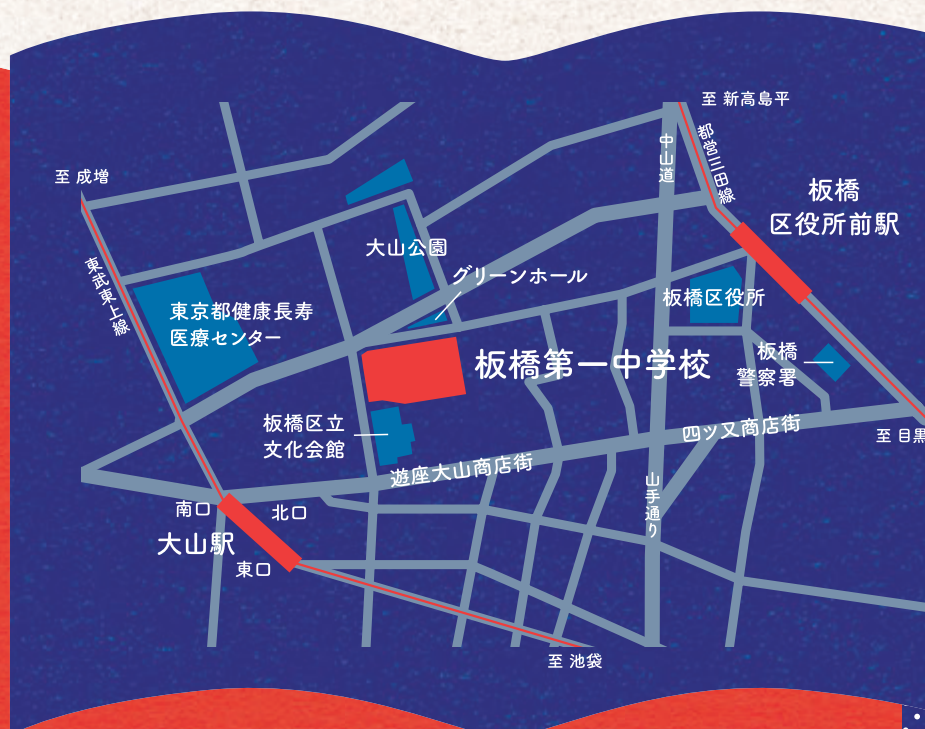 至 新高島平
都営三田線
中山道
至 成増
板橋
区役所前駅
大山公園
グリーンホール
東武東上線
東京都健康長寿
医療センター
板橋区役所
板橋第一中学校
板橋
警察署
板橋区立
文化会館
四ツ又商店街
至 目黒
遊座大山商店街
山手通り
南口
北口
大山駅
東口
至 池袋